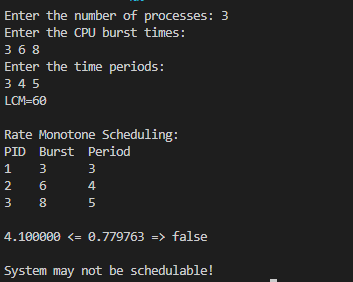 Enter the number of processes: 3
Enter the CPU burst times:
3 6 8
Enter the time periods:
3 4 5
LCM=60
Rate Monotone Scheduling:
PID Burst Period
1 3 3
2 6 4
3 8 5
4.100000 <= 0.779763 => false
System may not be schedulable!